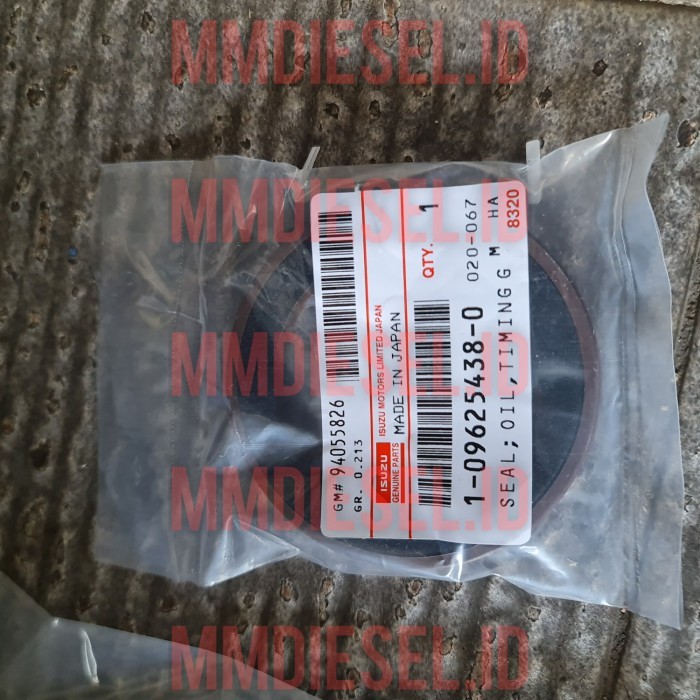 MMDIESEL.ID
MMDIESEL.ID
MMDIESEL.ID
MMDIESEL.ID
MMDIESEL.ID
GM# 94055826
GR. 0.213
ISUZU
GENUINE PARTS
ISUZU MOTORS LIMITED JAPAN
MADE IN JAPAN
QTY. 1
1-09625438-0
020-067
SEAL; OIL, TIMING G M HA
8320